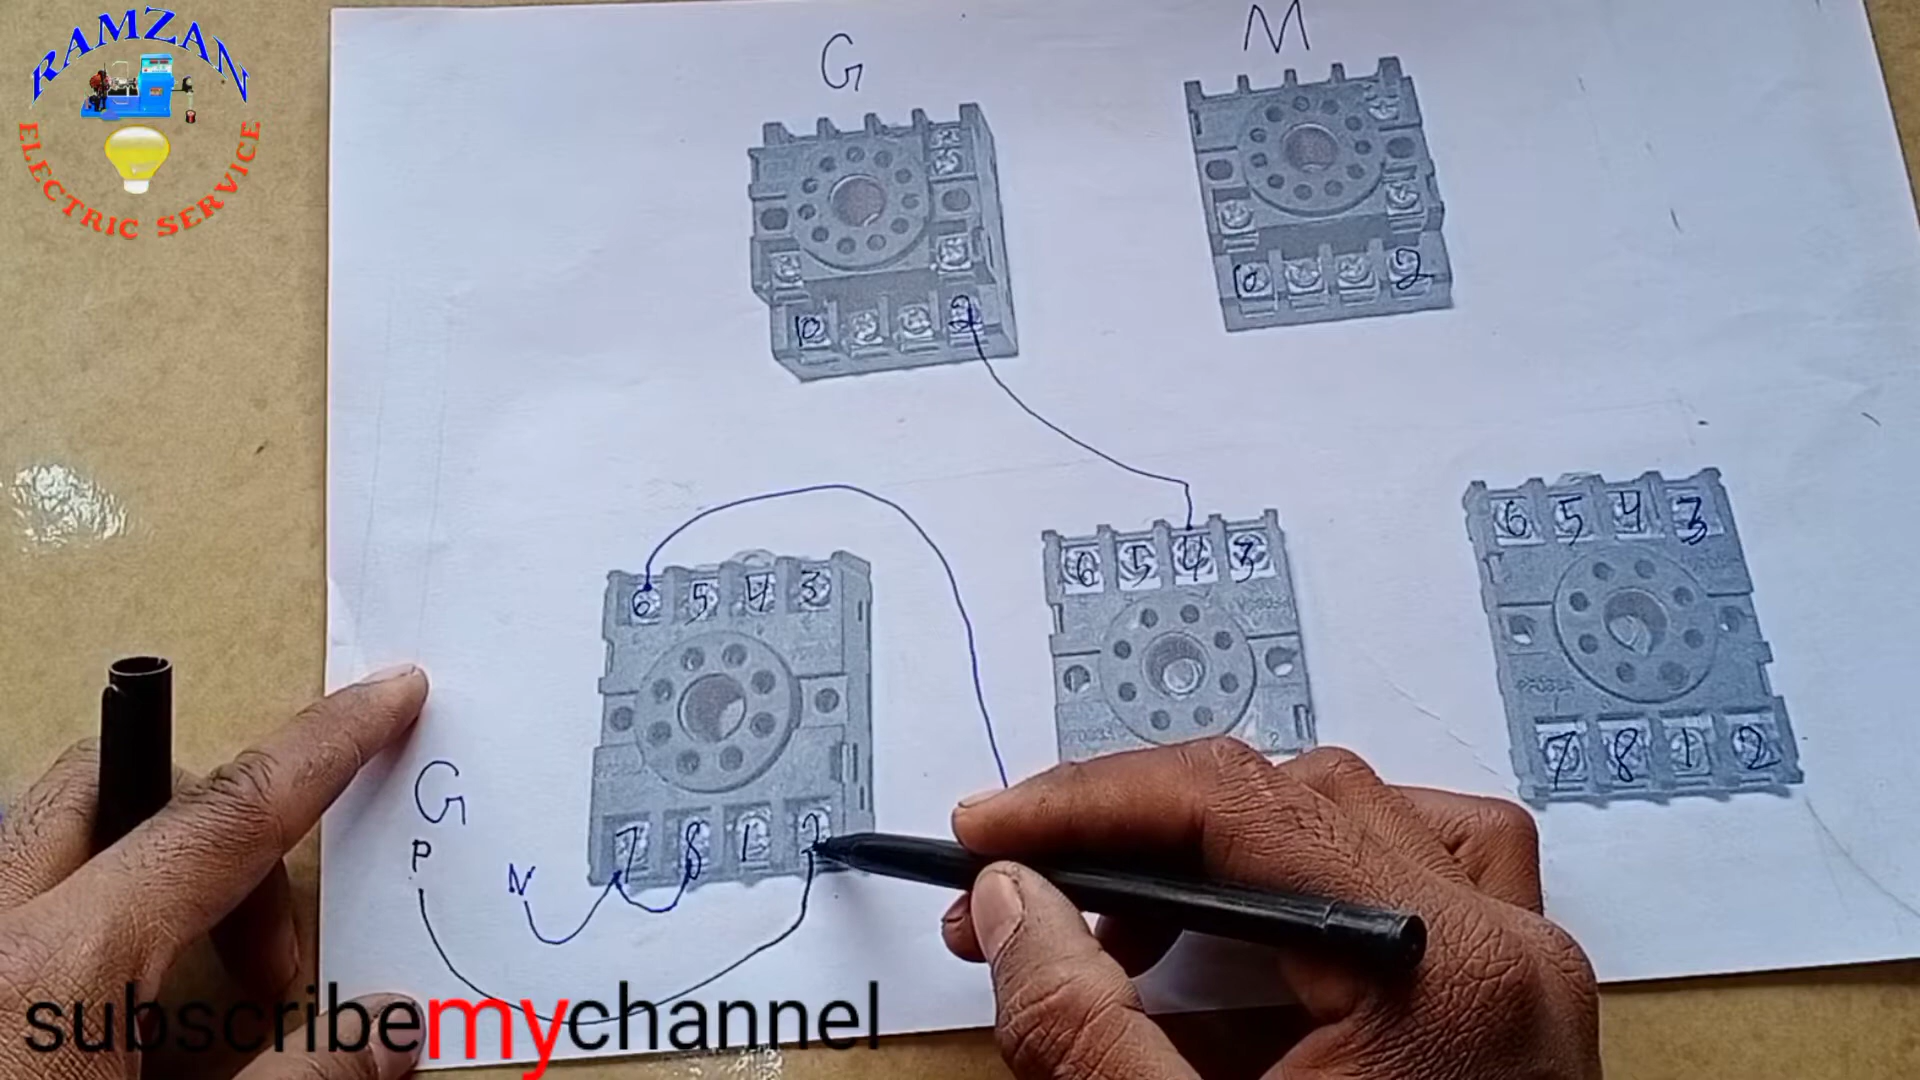 RAMZAN
ELECTRIC SERVICE
G
M
10
2
10
2
6 5 4 3
6 5 4 3
6 5 4 3
7 8 1 2
7 8 1 2
G
P
N
subscribemychannel